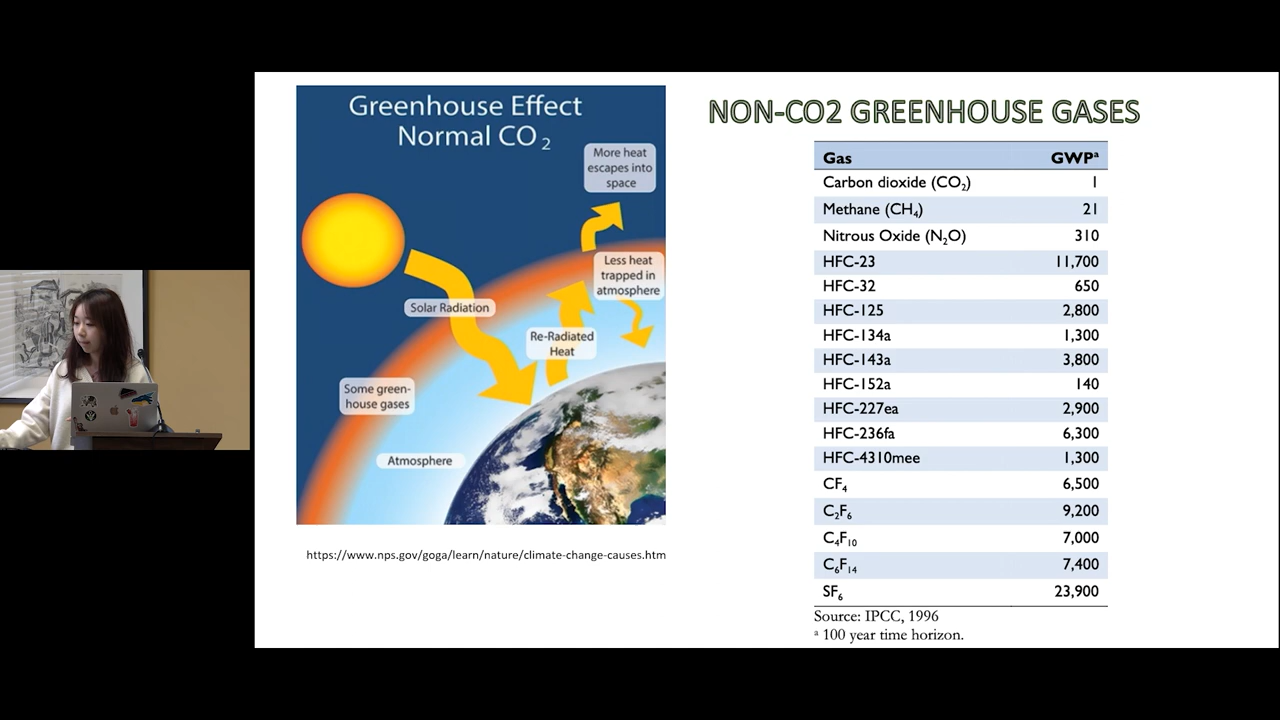 Greenhouse Effect
Normal CO₂
More heat
escapes into
space
Less heat
trapped in
atmosphere
Solar Radiation
Re-Radiated
Heat
Some green-
house gases
Atmosphere
https://www.nps.gov/goga/learn/nature/climate-change-causes.htm
NON-CO2 GREENHOUSE GASES
Gas GWPᵃ
Carbon dioxide (CO₂) 1
Methane (CH₄) 21
Nitrous Oxide (N₂O) 310
HFC-23 11,700
HFC-32 650
HFC-125 2,800
HFC-134a 1,300
HFC-143a 3,800
HFC-152a 140
HFC-227ea 2,900
HFC-236fa 6,300
HFC-4310mee 1,300
CF₄ 6,500
C₂F₆ 9,200
C₄F₁₀ 7,000
C₆F₁₄ 7,400
SF₆ 23,900
Source: IPCC, 1996
ᵃ 100 year time horizon.